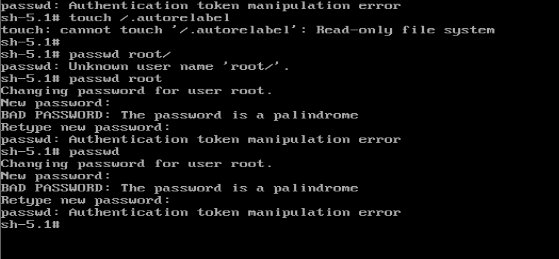 passwd: Authentication token manipulation error
sh-5.1# touch /.autorelabel
touch: cannot touch '/.autorelabel': Read-only file system
sh-5.1#
sh-5.1# passwd root/
passwd: Unknown user name 'root/'.
sh-5.1# passwd root
Changing password for user root.
New password:
BAD PASSWORD: The password is a palindrome
Retype new password:
passwd: Authentication token manipulation error
sh-5.1# passwd
Changing password for user root.
New password:
BAD PASSWORD: The password is a palindrome
Retype new password:
passwd: Authentication token manipulation error
sh-5.1#